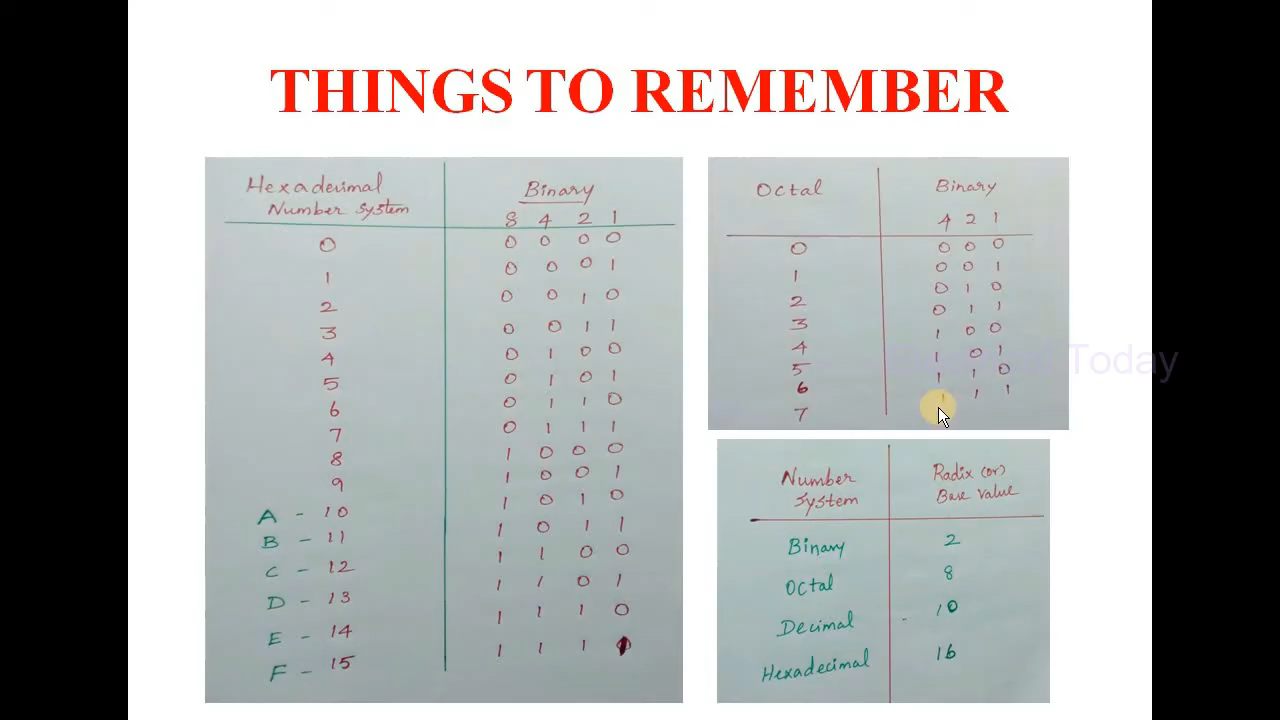 THINGS TO REMEMBER
Hexadecimal Number system | Binary
8 4 2 1
0 | 0 0 0 0
1 | 0 0 0 1
2 | 0 0 1 0
3 | 0 0 1 1
4 | 0 1 0 0
5 | 0 1 0 1
6 | 0 1 1 0
7 | 0 1 1 1
8 | 1 0 0 0
9 | 1 0 0 1
A - 10 | 1 0 1 0
B - 11 | 1 0 1 1
C - 12 | 1 1 0 0
D - 13 | 1 1 0 1
E - 14 | 1 1 1 0
F - 15 | 1 1 1 1
Octal | Binary
4 2 1
0 | 0 0 0
1 | 0 0 1
2 | 0 1 0
3 | 0 1 1
4 | 1 0 0
5 | 1 0 1
6 | 1 1 0
7 | 1 1 1
Today
Number system | Radix (or) Base value
Binary | 2
Octal | 8
Decimal | 10
Hexadecimal | 16